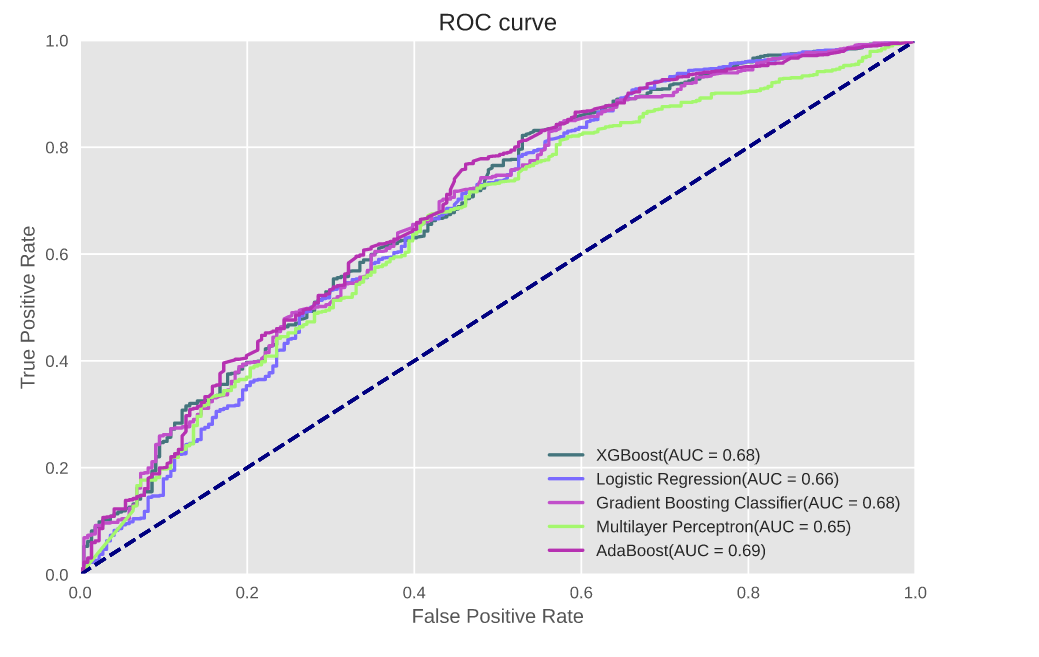 ROC curve
1.0
0.8
0.6
0.4
0.2
0.0
True Positive Rate
XGBoost(AUC = 0.68)
Logistic Regression(AUC = 0.66)
Gradient Boosting Classifier(AUC = 0.68)
Multilayer Perceptron(AUC = 0.65)
AdaBoost(AUC = 0.69)
0.0 0.2 0.4 0.6 0.8 1.0
False Positive Rate